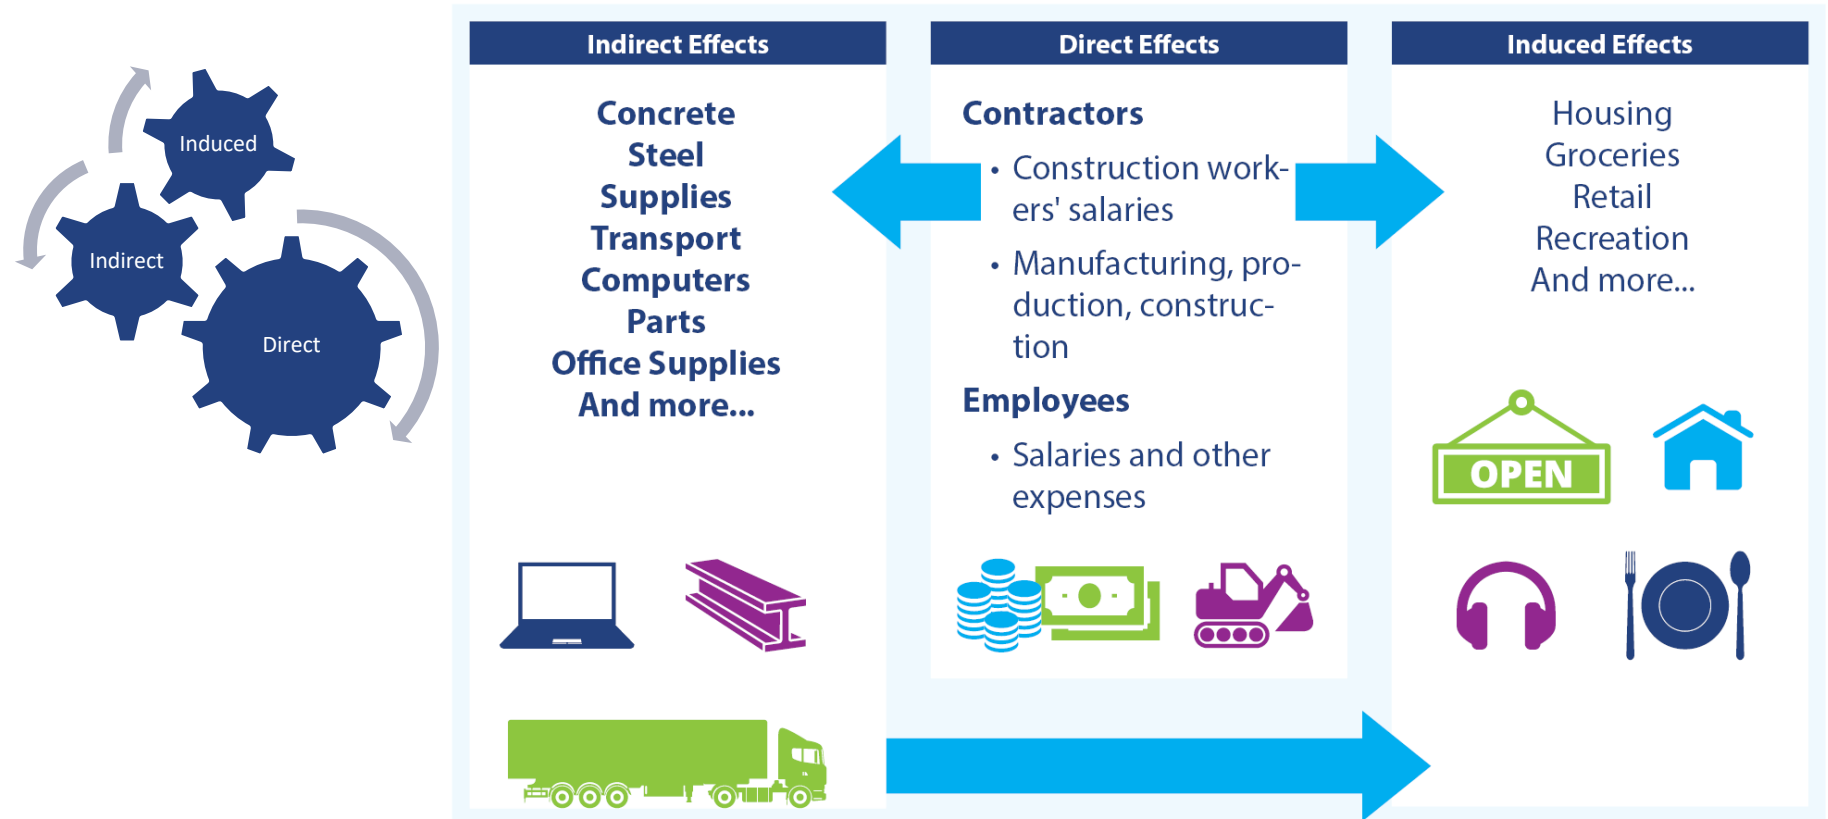 Induced
Indirect
Direct
Indirect Effects
Concrete
Steel
Supplies
Transport
Computers
Parts
Office Supplies
And more...
Direct Effects
Contractors
• Construction work-
ers' salaries
• Manufacturing, pro-
duction, construc-
tion
Employees
• Salaries and other
expenses
Induced Effects
Housing
Groceries
Retail
Recreation
And more...
OPEN